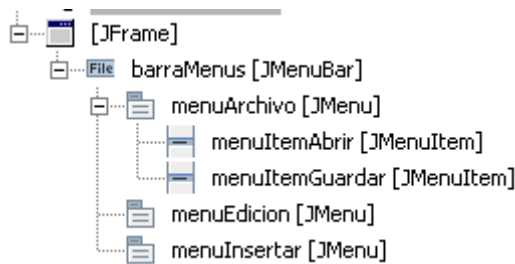 [JFrame]
File barraMenus [JMenuBar]
menuArchivo [JMenu]
menuItemAbrir [JMenuItem]
menuItemGuardar [JMenuItem]
menuEdicion [JMenu]
menuInsertar [JMenu]